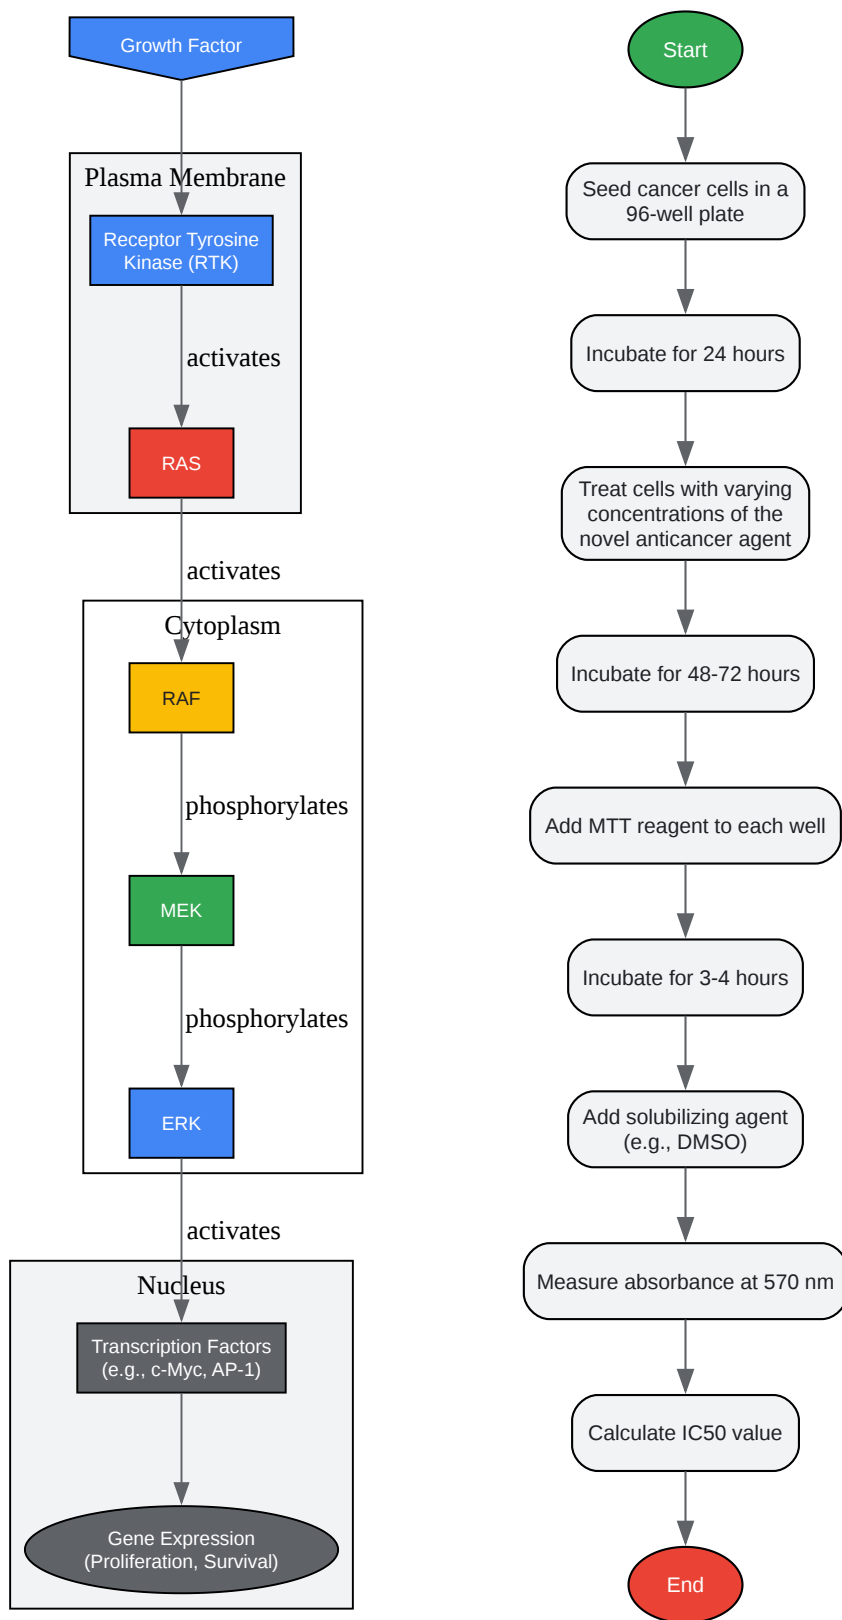 Growth Factor
Plasma Membrane
Receptor Tyrosine
Kinase (RTK)
activates
RAS
activates
Cytoplasm
RAF
phosphorylates
MEK
phosphorylates
ERK
activates
Nucleus
Transcription Factors
(e.g., c-Myc, AP-1)
Gene Expression
(Proliferation, Survival)
Start
Seed cancer cells in a
96-well plate
Incubate for 24 hours
Treat cells with varying
concentrations of the
novel anticancer agent
Incubate for 48-72 hours
Add MTT reagent to each well
Incubate for 3-4 hours
Add solubilizing agent
(e.g., DMSO)
Measure absorbance at 570 nm
Calculate IC50 value
End